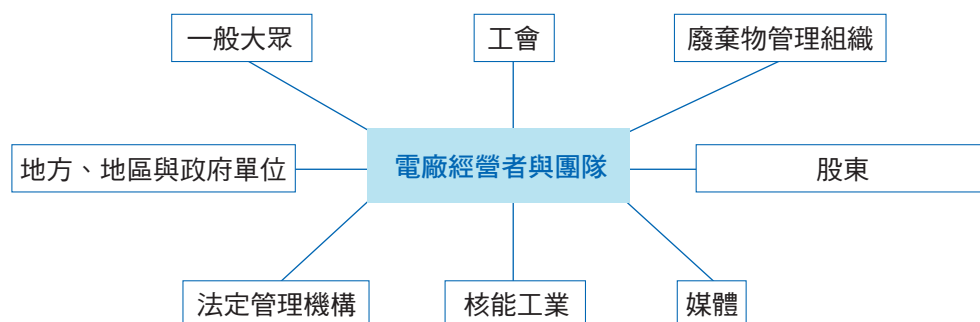 一般大眾
工會
廢棄物管理組織
地方、地區與政府單位
電廠經營者與團隊
股東
法定管理機構
核能工業
媒體